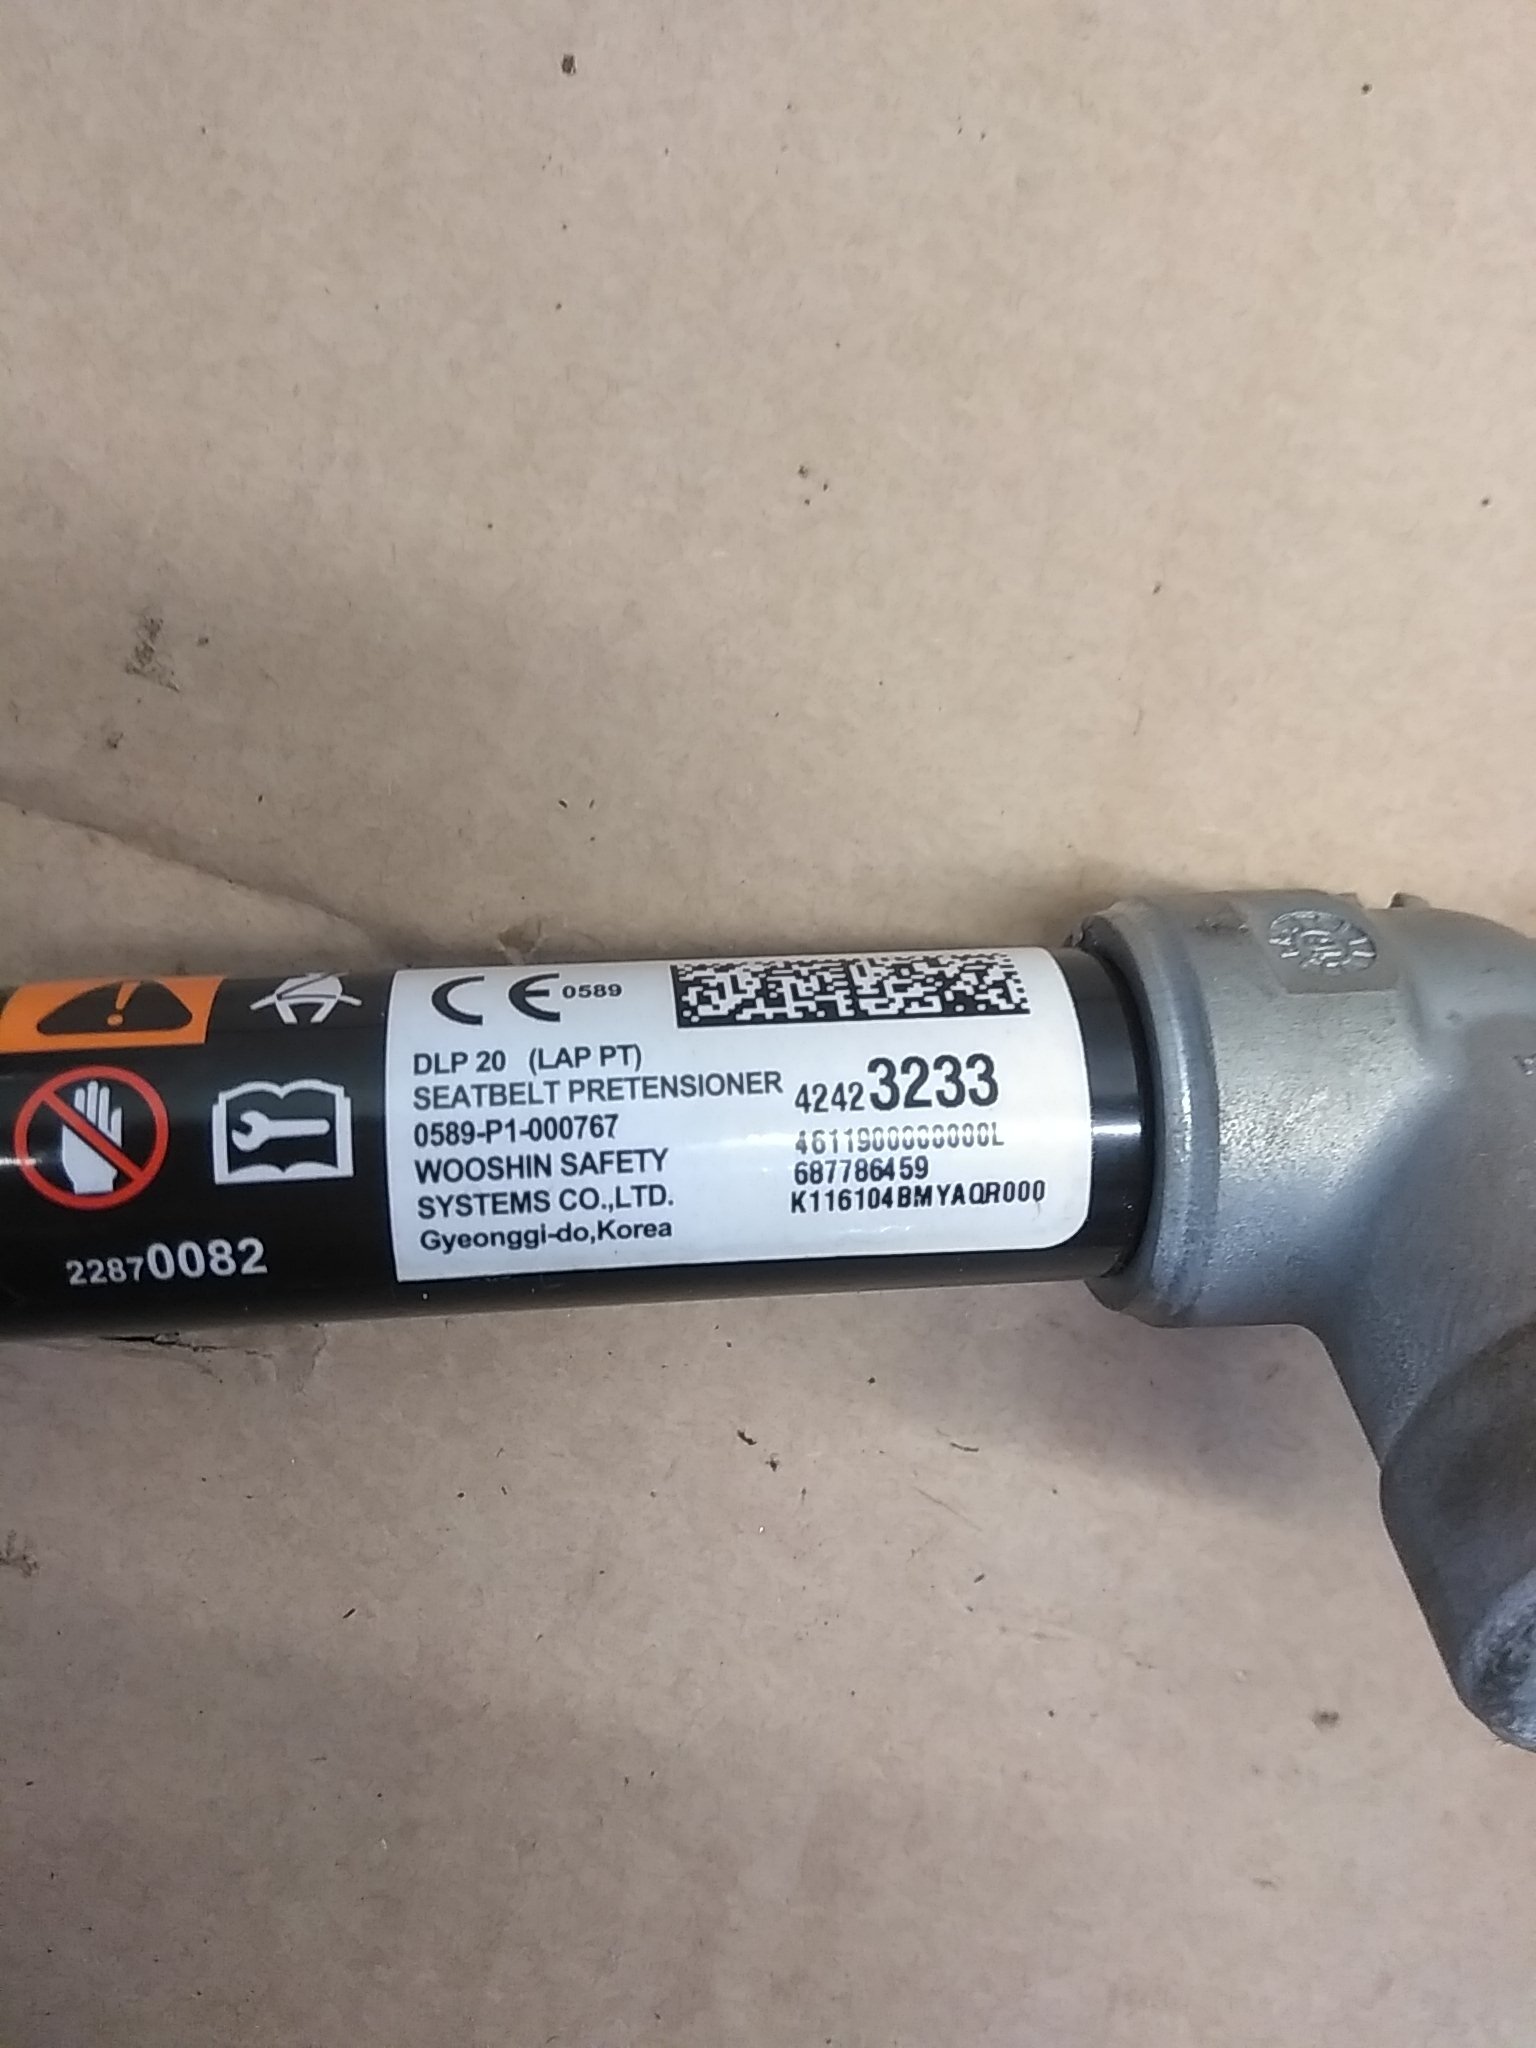 CE 0589
DLP 20 (LAP PT)
SEATBELT PRETENSIONER
0589-P1-000767
WOOSHIN SAFETY
SYSTEMS CO.,LTD.
Gyeonggi-do,Korea
42423233
4611900000000L
687786459
K116104BMYAQR000
22870082